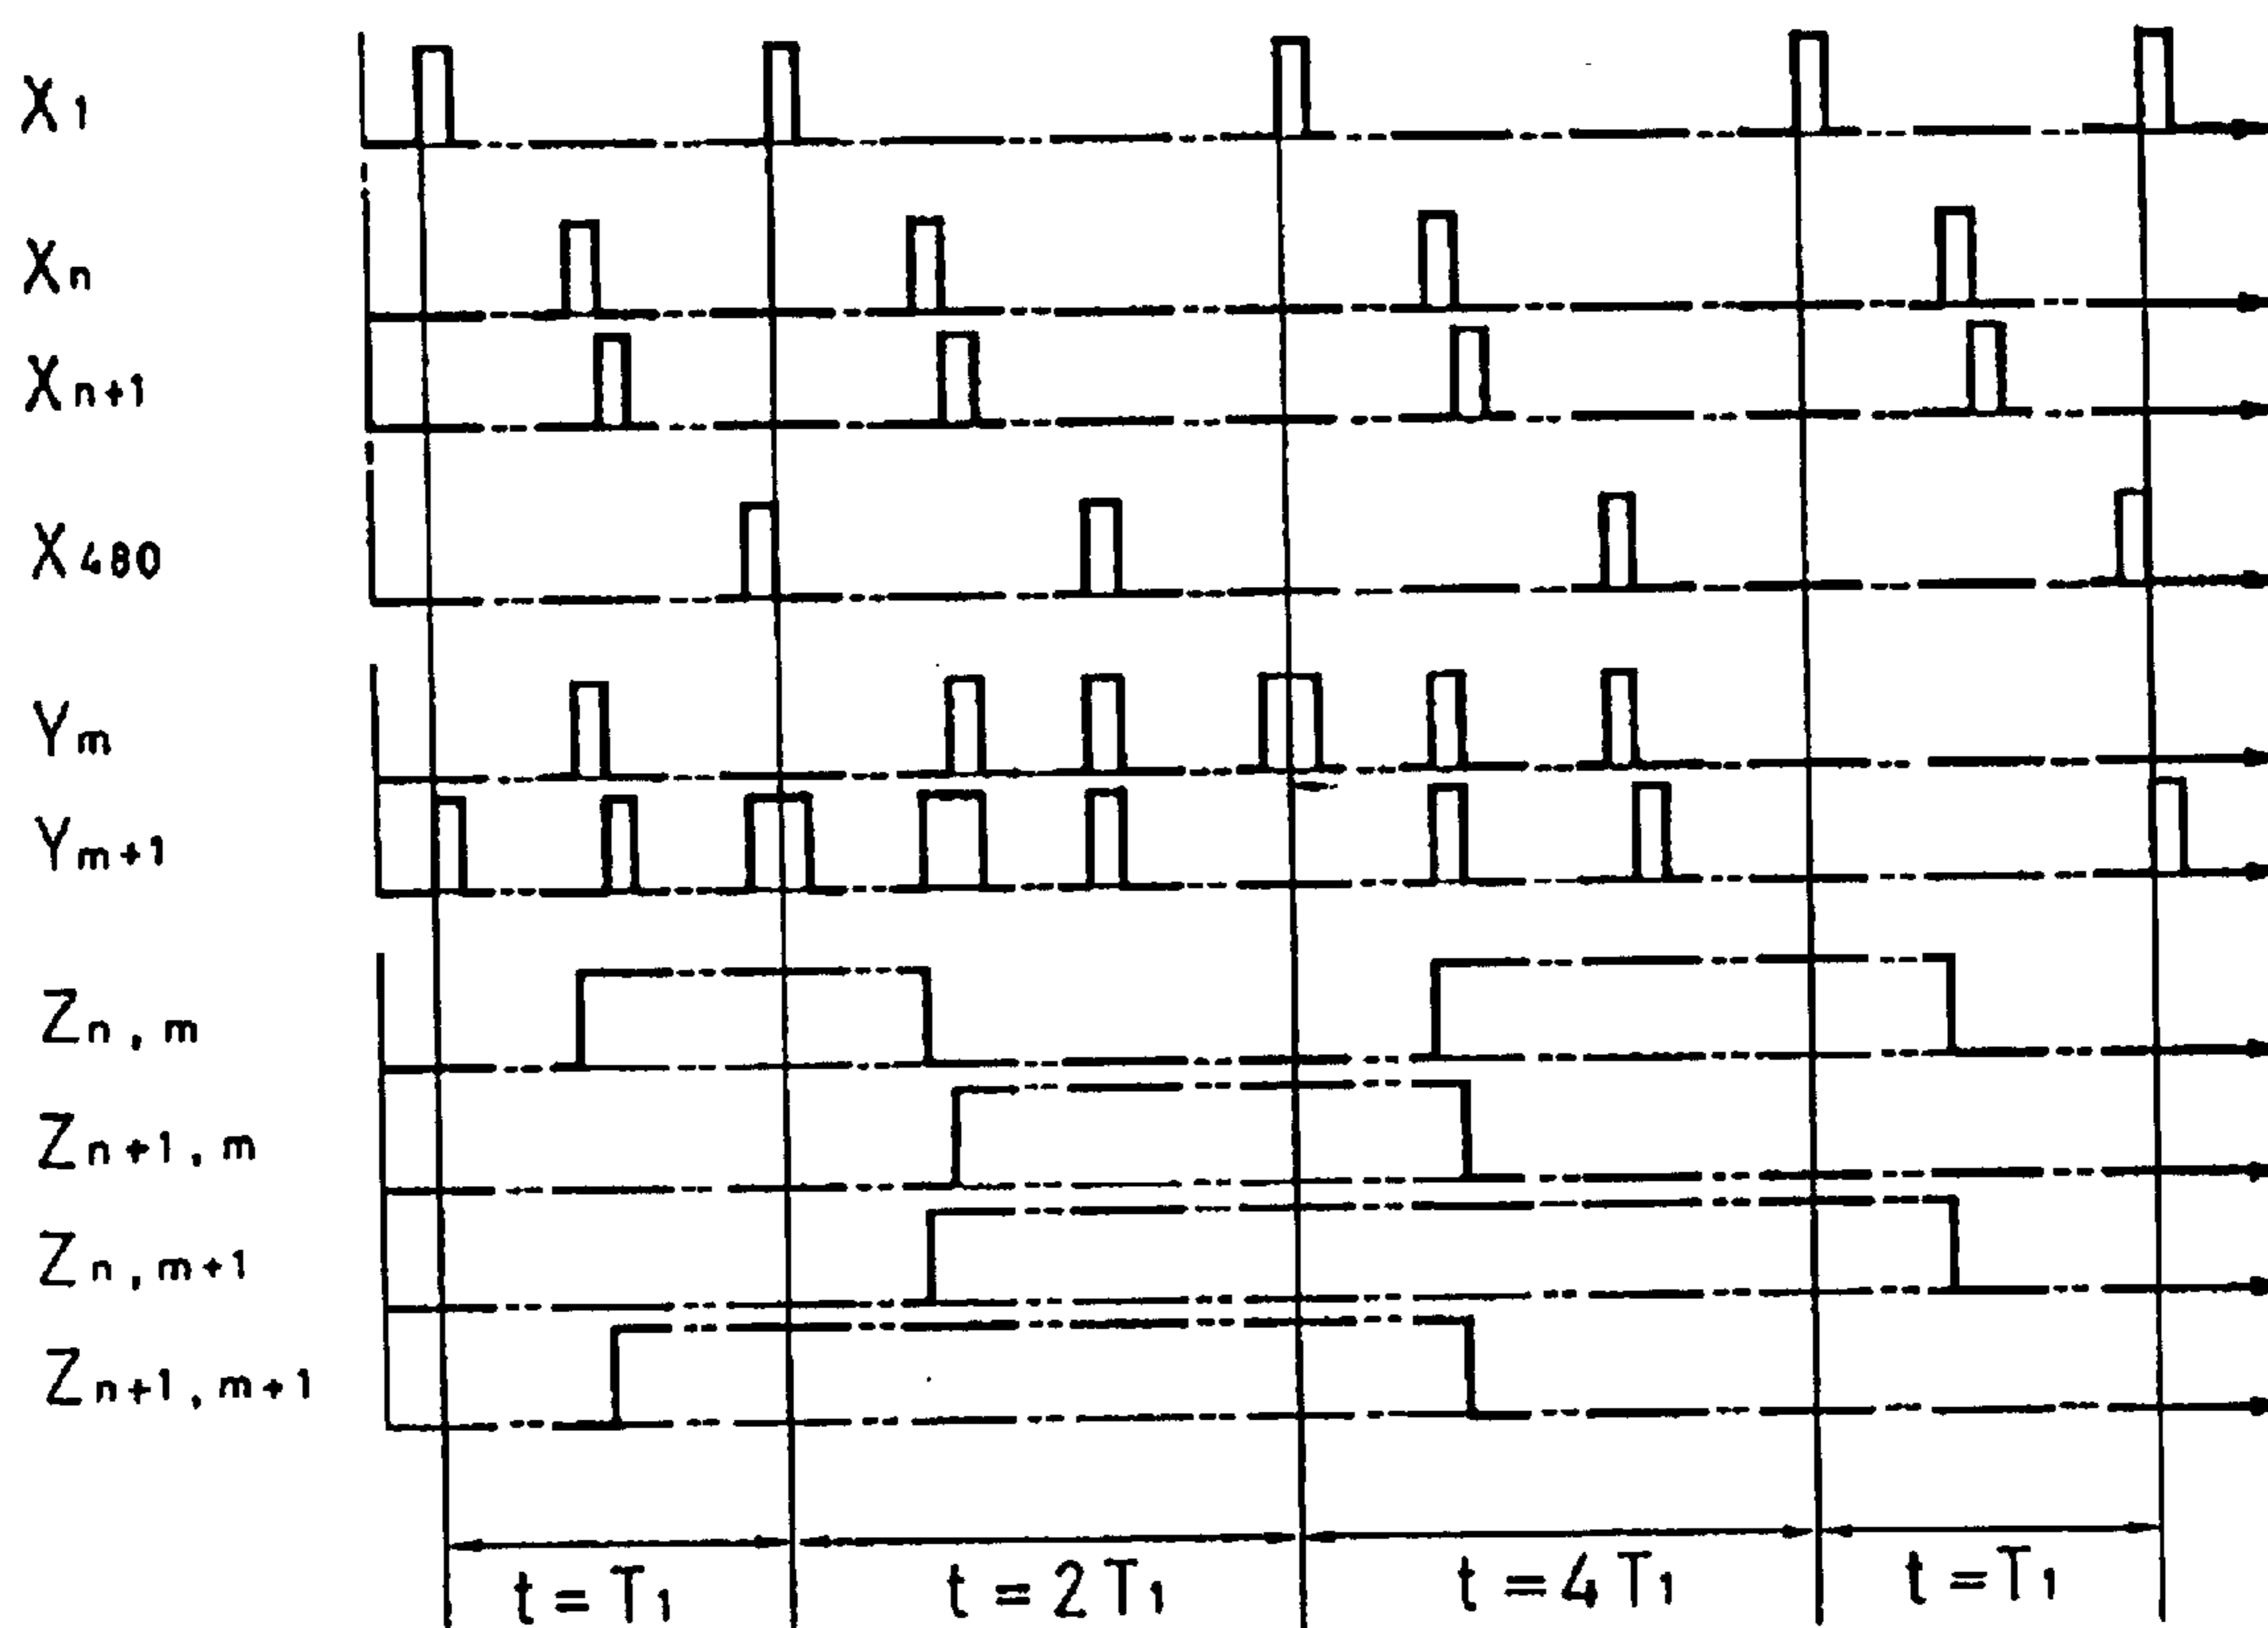 X1
Xn
Xn+1
X480
Ym
Ym+1
Zn,m
Zn+1,m
Zn,m+1
Zn+1,m+1
t=T1 t=2T1 t=4T1 t=T1